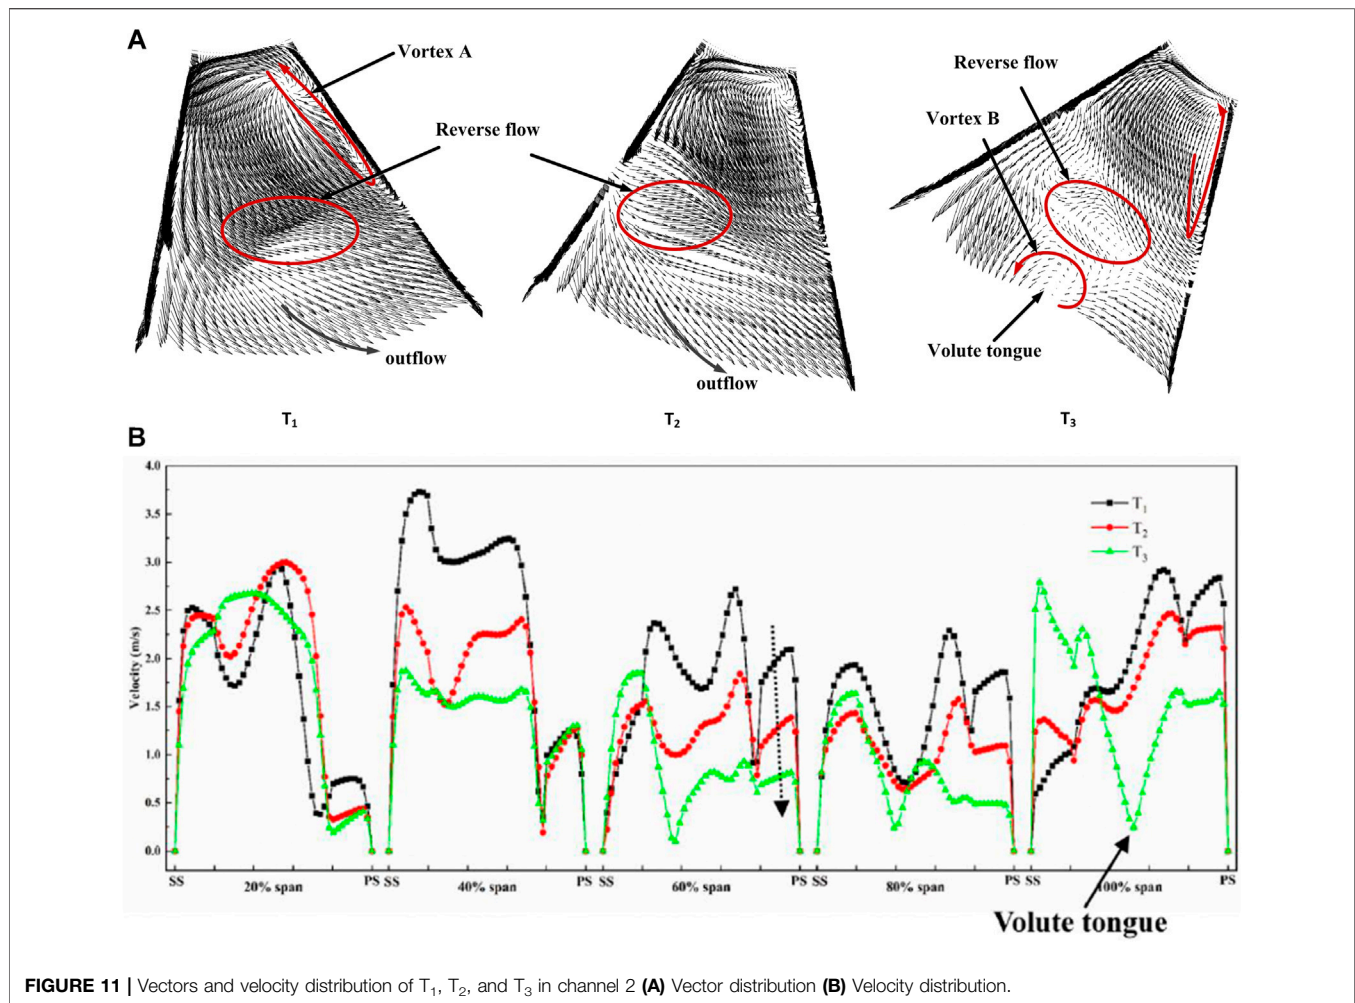 A
Vortex A
Reverse flow
Reverse flow
Vortex B
Volute tongue
outflow
outflow
T1
T2
T3
B
4.0
3.5
3.0
2.5
2.0
1.5
1.0
0.5
0.0
Velocity (m/s)
T1
T2
T3
SS 20% span PS SS 40% span PS SS 60% span PS SS 80% span PS SS 100% span PS
Volute tongue
FIGURE 11 | Vectors and velocity distribution of T1, T2, and T3 in channel 2 (A) Vector distribution (B) Velocity distribution.